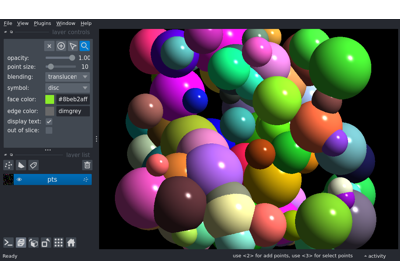 File View Plugins Window Help
layer controls
opacity: 1.00
point size: 10
blending: translucen
symbol: disc
face color: #8beb2aff
edge color: dimgrey
display text:
out of slice:
layer list
pts
Ready
use <2> for add points, use <3> for select points
activity